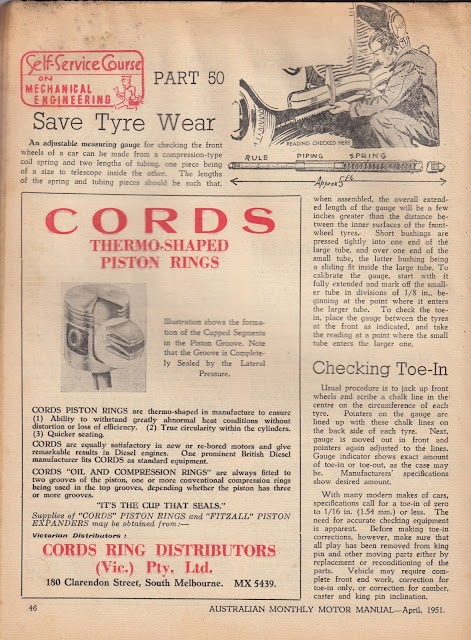 Self-Service Course
ON
MECHANICAL
ENGINEERING
PART 50
Save Tyre Wear
An adjustable measuring gauge for checking the front
wheels of a car can be made from a compression-type
coil spring and two lengths of tubing, one piece being
of a size to telescope inside the other. The lengths
of the spring and tubing pieces should be such that,
READING CHECKED HERE
RULE PIPING SPRING
Approx.
when assembled, the overall extend-
ed length of the gauge will be a few
inches greater than the distance be-
tween the inner surfaces of the front-
wheel tyres. Short bushings are
pressed tightly into one end of the
large tube, and over one end of the
small tube, the latter bushing being
a sliding fit inside the large tube. To
calibrate the gauge, start with it
fully extended and mark off the small-
er tube in divisions of 1/8 in., be-
ginning at the point where it enters
the larger tube. To check the toe-
in, place the gauge between the tyres
at the front as indicated, and take
the reading at the point where the small
tube enters the larger one.
Checking Toe-In
Usual procedure is to jack up front
wheels and scribe a chalk line in the
centre on the circumference of each
tyre. Pointers on the gauge are
lined up with these chalk lines on
the back side of each tyre. Next,
gauge is moved out in front and
pointers again adjusted to the lines.
Gauge indicator shows exact amount
of toe-in or toe-out, as the case may
be. Manufacturers' specifications
show desired amount.
With many modern makes of cars,
specifications call for a toe-in of zero
to 1/16 in. (1.54 mm.) or less. The
need for accurate checking equipment
is apparent. Before making toe-in
corrections, however, make sure that
all play has been removed from king
pin and other moving parts either by
replacement or reconditioning of the
parts. Vehicle may require com-
plete front end work, correction for
toe-in only, or correction for camber,
caster and king pin inclination.
CORDS
THERMO-SHAPED
PISTON RINGS
Illustration shows the forma-
tion of the Cupped Segments
in the Piston Groove. Note
that the Groove is Complete-
ly Sealed by the Lateral
Pressure.
CORDS PISTON RINGS are thermo-shaped in manufacture to ensure
(1) Ability to withstand greatly abnormal heat conditions without
distortion or loss of efficiency. (2) True circularity within the cylinders.
(3) Quicker seating.
CORDS are equally satisfactory in new or re-bored motors and give
remarkable results in Diesel engines. One prominent British Diesel
manufacturer fits CORDS as standard equipment.
CORDS "OIL AND COMPRESSION RINGS" are always fitted to
two grooves of the piston, one or more conventional compression rings
being used in the top grooves, depending whether the piston has three
or more grooves.
"IT'S THE CUP THAT SEALS."
Supplies of "CORDS" PISTON RINGS and "FITZALL" PISTON
EXPANDERS may be obtained from:—
Victorian Distributors :
CORDS RING DISTRIBUTORS
(Vic.) Pty. Ltd.
180 Clarendon Street, South Melbourne. MX 5439.
46
AUSTRALIAN MONTHLY MOTOR MANUAL—April, 1951.